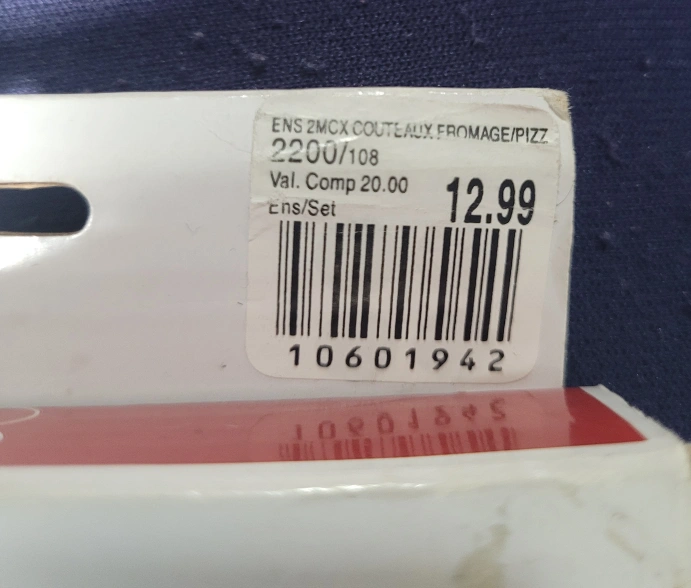 ENS 2MCX COUTEAUX FROMAGE/PIZZ
2200/108
Val. Comp 20.00
12.99
Ens/Set
10601942